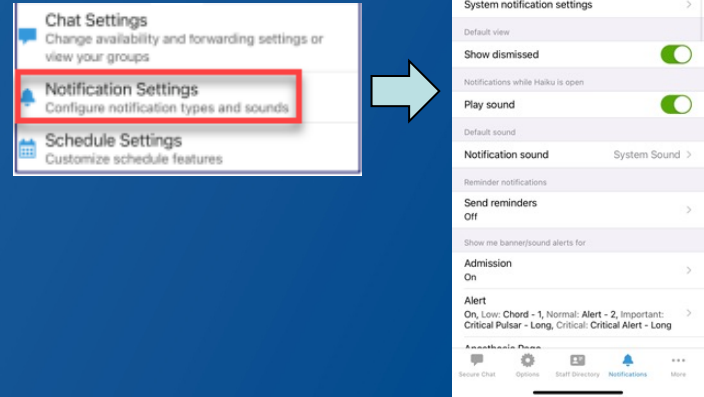 Chat Settings
Change availability and forwarding settings or
view your groups
Notification Settings
Configure notification types and sounds
Schedule Settings
Customize schedule features
System notification settings
Default view
Show dismissed
Notifications while Haiku is open
Play sound
Default sound
Notification sound System Sound
Reminder notifications
Send reminders
Off
Show me banner/sound alerts for
Admission
On
Alert
On, Low: Chord - 1, Normal: Alert - 2, Important:
Critical Pulsar - Long, Critical: Critical Alert - Long
Anesthesia Page
Secure Chat Options Staff Directory Notifications More